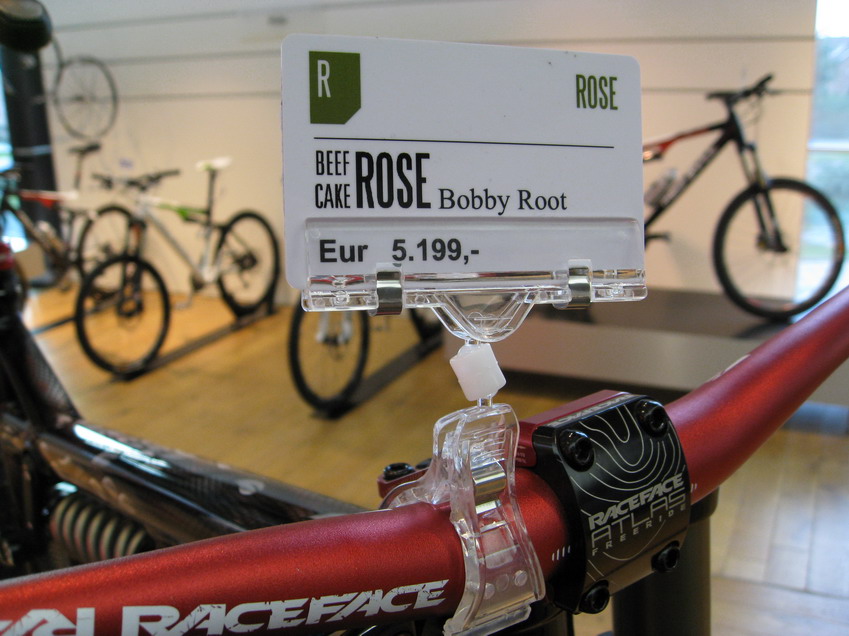 R
ROSE
BEEF CAKE ROSE Bobby Root
Eur 5.199,-
RACEFACE
ATLAS
FREERIDE
RACEFACE